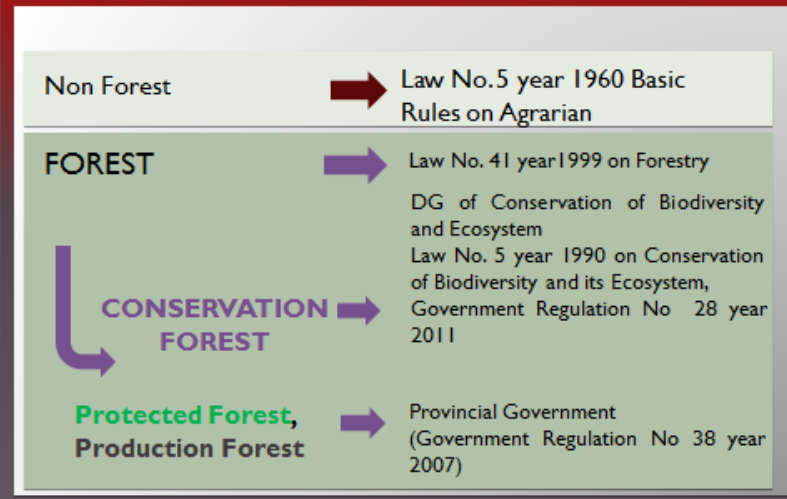 Non Forest
Law No.5 year 1960 Basic
Rules on Agrarian
FOREST
Law No. 41 year1999 on Forestry
DG of Conservation of Biodiversity
and Ecosystem
Law No. 5 year 1990 on Conservation
of Biodiversity and its Ecosystem,
Government Regulation No 28 year
2011
CONSERVATION
FOREST
Protected Forest,
Production Forest
Provincial Government
(Government Regulation No 38 year
2007)